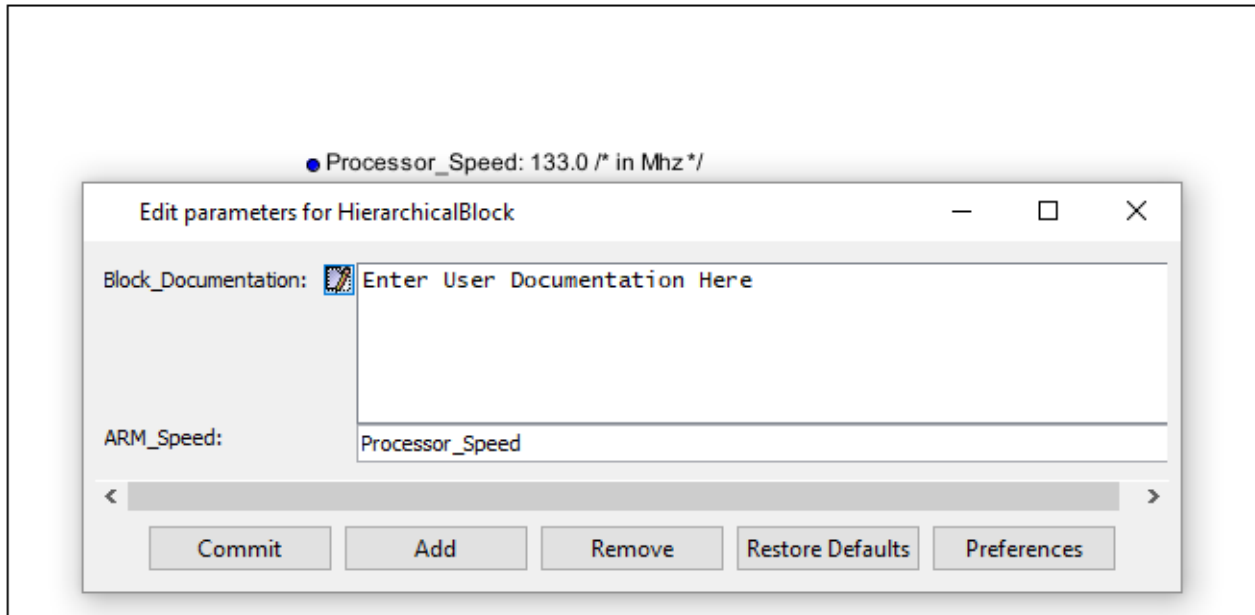 Processor_Speed: 133.0 /* in Mhz */
Edit parameters for HierarchicalBlock
Block_Documentation: Enter User Documentation Here
ARM_Speed: Processor_Speed
Commit Add Remove Restore Defaults Preferences